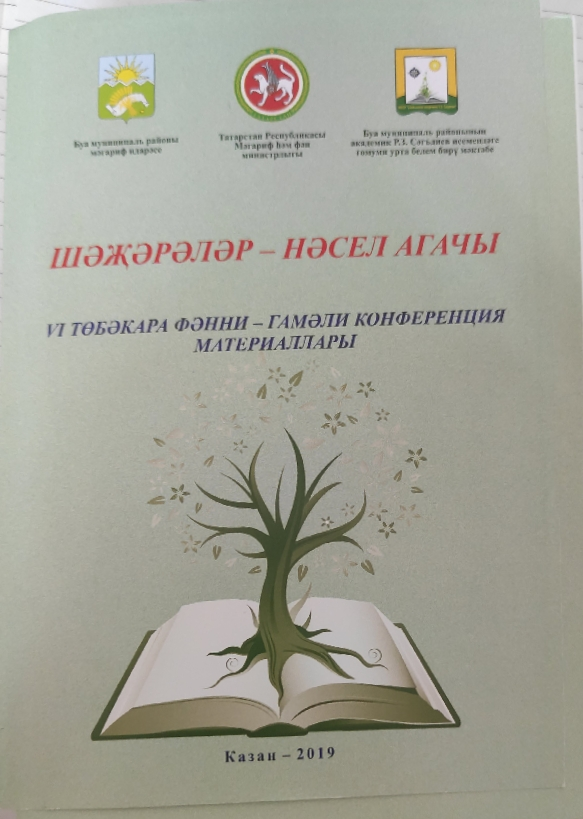 Буа муниципаль районы
мәгариф идарәсе
Татарстан Республикасы
Мәгариф һәм фән
министрлыгы
Буа муниципаль районының
академик Р.З. Сәгъдиев исемендәге
гомуми урта белем бирү мәктәбе
ШӘҖӘРӘЛӘР – НӘСЕЛ АГАЧЫ
VI ТӨБӘКАРА ФӘННИ – ГАМӘЛИ КОНФЕРЕНЦИЯ
МАТЕРИАЛЛАРЫ
Казан – 2019